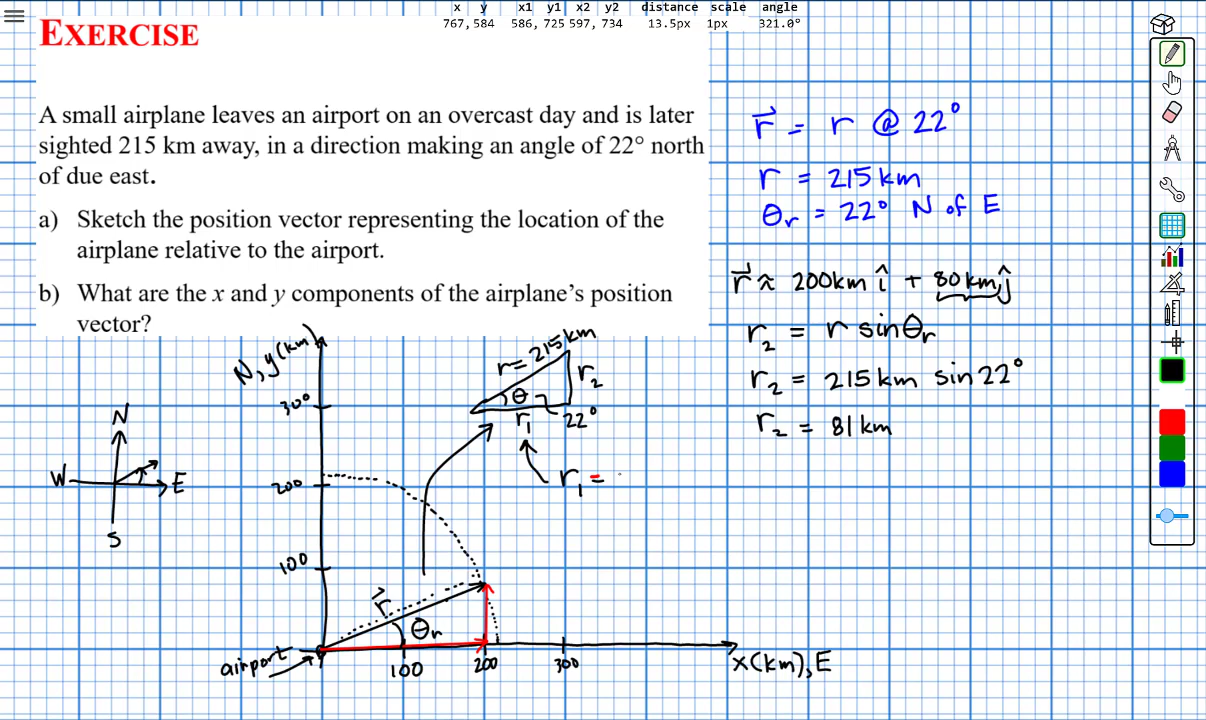 x y x1 y1 x2 y2 distance scale angle
767,584 586,725 597,734 13.5px 1px 321.0°
EXERCISE
A small airplane leaves an airport on an overcast day and is later
sighted 215 km away, in a direction making an angle of 22° north
of due east.
a) Sketch the position vector representing the location of the
airplane relative to the airport.
b) What are the x and y components of the airplane's position
vector?
r⃗ = r @ 22°
r = 215 km
θr = 22° N of E
r⃗ ≈ 200km î + 80 km ĵ
r2 = r sinθr
r2 = 215 km sin 22°
r2 = 81 km
N, y(km)
300
200
100
N
W E
S
r = 215 km
θ r2
r1 22°
r1 =
r⃗
θr
airport
100 200 300
x(km), E